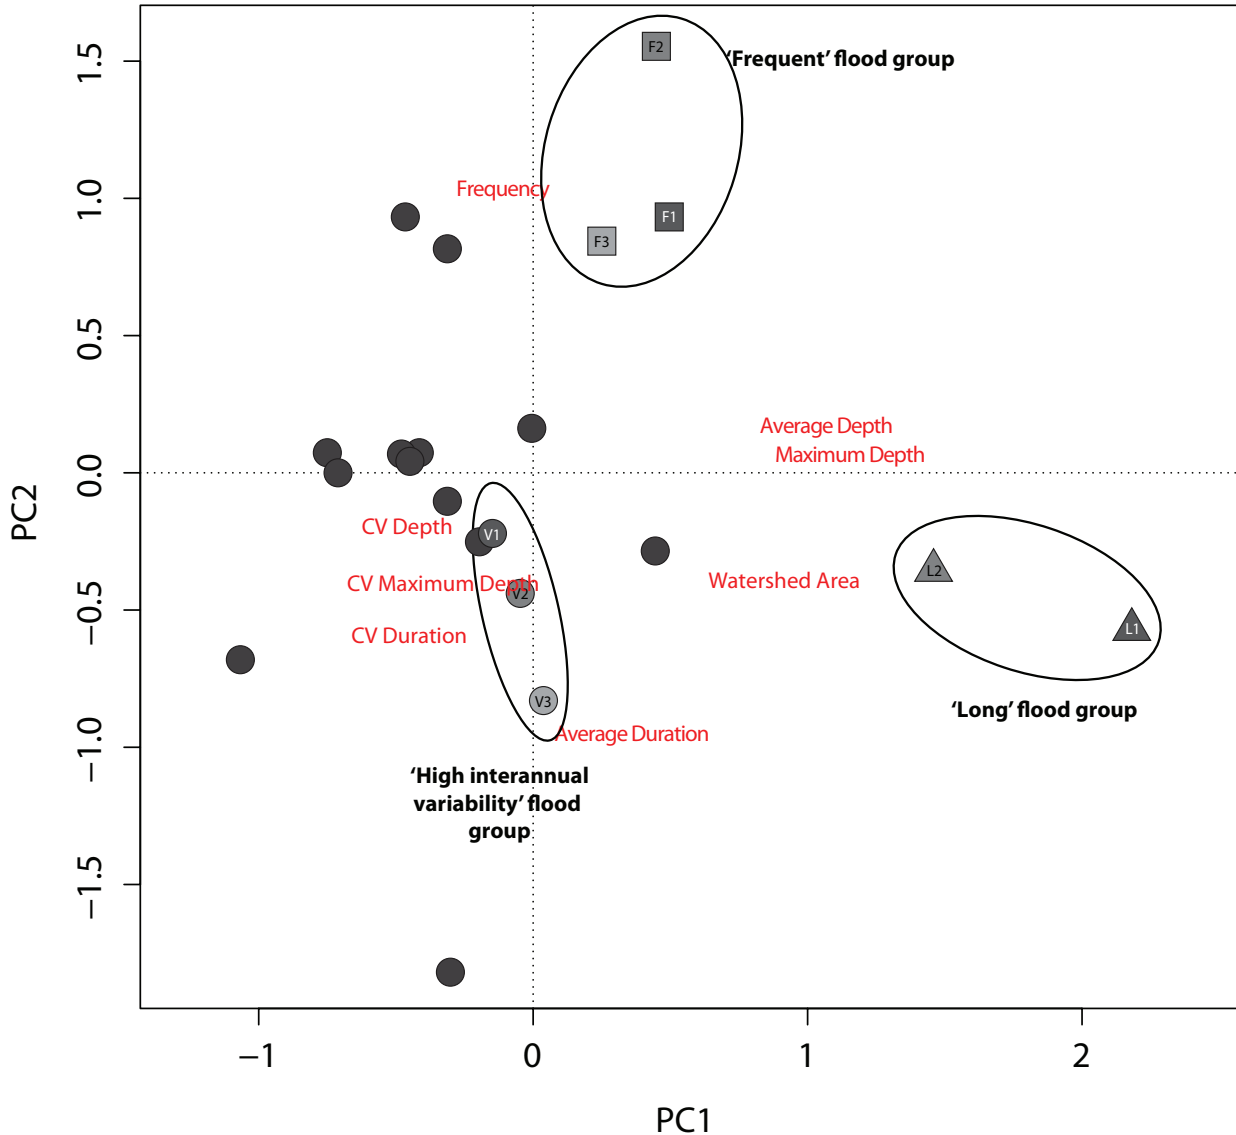 F2
'Frequent' flood group
1.5
Frequency
1.0
F1
F3
0.5
Average Depth
Maximum Depth
0.0
PC2
CV Depth
V1
L2
CV Maximum Depth
V2
Watershed Area
−0.5
CV Duration
L1
V3
'Long' flood group
Average Duration
−1.0
'High interannual
variability' flood
group
−1.5
−1 0 1 2
PC1